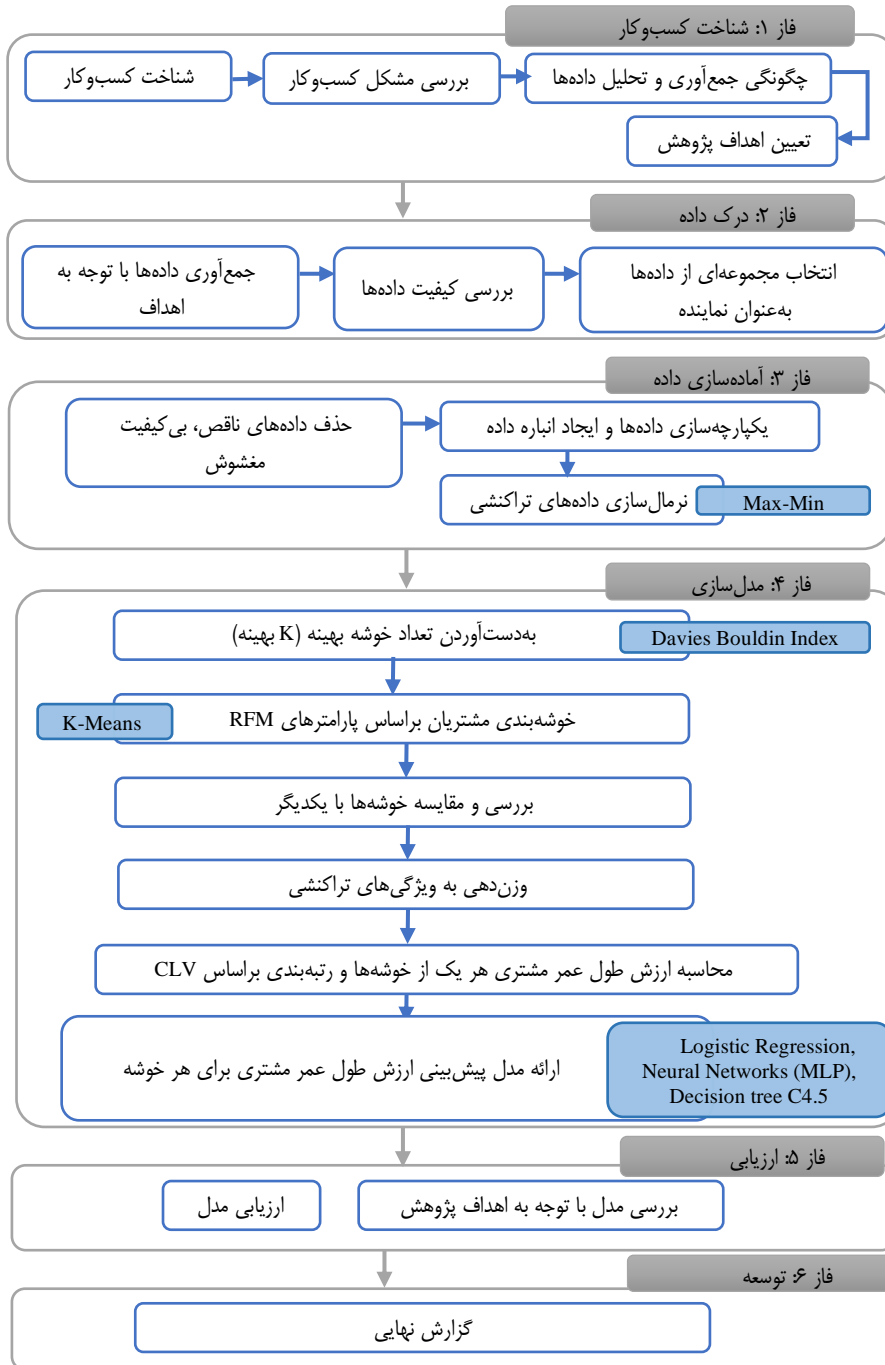 فاز ۱: شناخت کسب‌وکار
شناخت کسب‌وکار
بررسی مشکل کسب‌وکار
چگونگی جمع‌آوری و تحلیل داده‌ها
تعیین اهداف پژوهش
فاز ۲: درک داده
جمع‌آوری داده‌ها با توجه به
اهداف
بررسی کیفیت داده‌ها
انتخاب مجموعه‌ای از داده‌ها
به‌عنوان نماینده
فاز ۳: آماده‌سازی داده
حذف داده‌های ناقص، بی‌کیفیت
مغشوش
یکپارچه‌سازی داده‌ها و ایجاد انباره داده
نرمال‌سازی داده‌های تراکنشی
Max-Min
فاز ۴: مدل‌سازی
به‌دست‌آوردن تعداد خوشه بهینه (K بهینه)
Davies Bouldin Index
خوشه‌بندی مشتریان براساس پارامترهای RFM
K-Means
بررسی و مقایسه خوشه‌ها با یکدیگر
وزن‌دهی به ویژگی‌های تراکنشی
محاسبه ارزش طول عمر مشتری هر یک از خوشه‌ها و رتبه‌بندی براساس CLV
ارائه مدل پیش‌بینی ارزش طول عمر مشتری برای هر خوشه
Logistic Regression,
Neural Networks (MLP),
Decision tree C4.5
فاز ۵: ارزیابی
بررسی مدل با توجه به اهداف پژوهش
ارزیابی مدل
فاز ۶: توسعه
گزارش نهایی